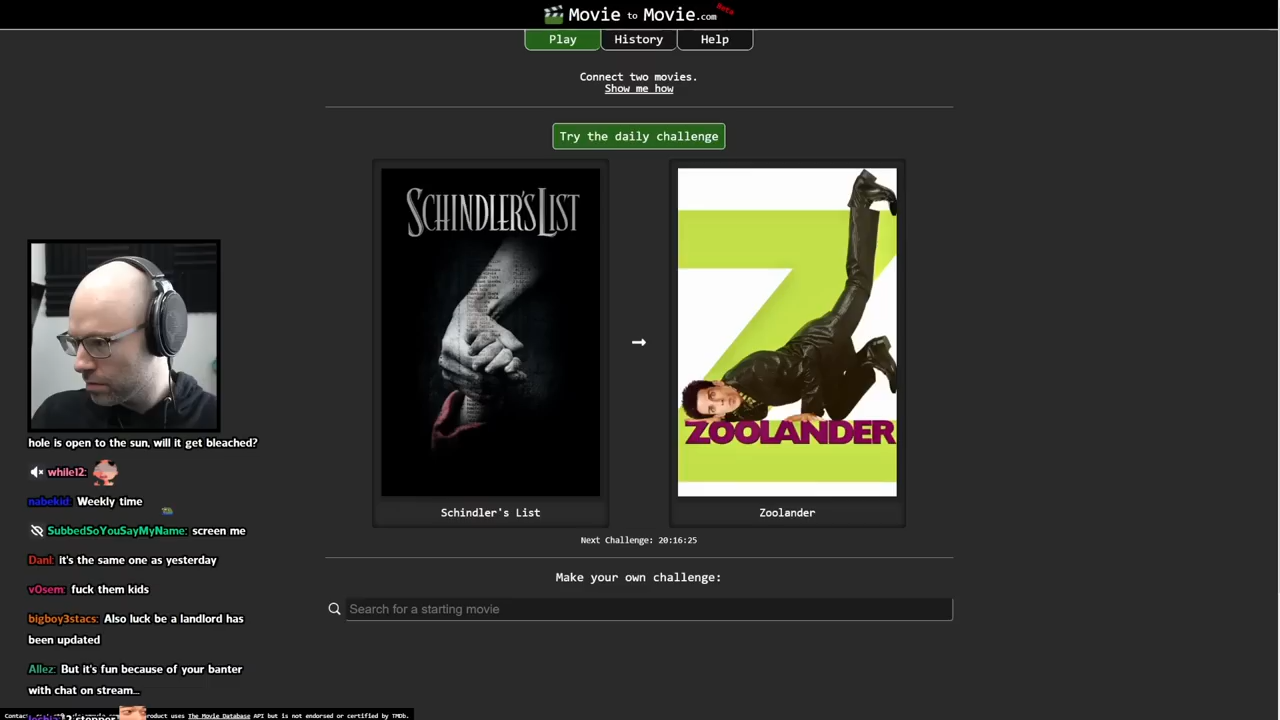 Movie to Movie.com Beta
Play History Help
Connect two movies.
Show me how
Try the daily challenge
SCHINDLER'S LIST
ZOOLANDER
Schindler's List
Zoolander
Next Challenge: 20:16:25
Make your own challenge:
Search for a starting movie
hole is open to the sun, will it get bleached?
while12:
nabekid: Weekly time
SubbedSoYouSayMyName: screen me
Danl: it's the same one as yesterday
v0sem: fuck them kids
bigboy3stacs: Also luck be a landlord has
been updated
Allez: But it's fun because of your banter
with chat on stream...
2 stepper
Contac
product uses The Movie Database API but is not endorsed or certified by TMDb.